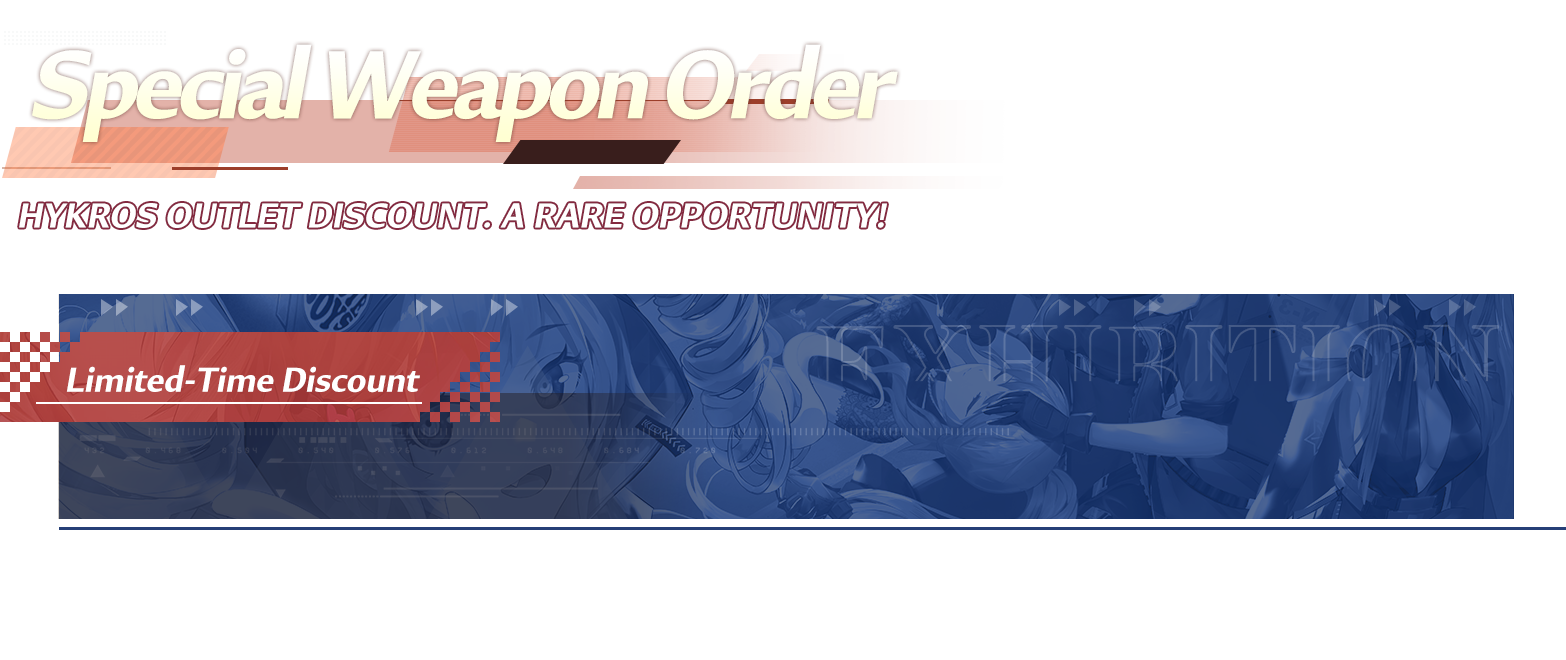 Special Weapon Order
HYKROS OUTLET DISCOUNT. A RARE OPPORTUNITY!
EXHIBITION
Limited-Time Discount